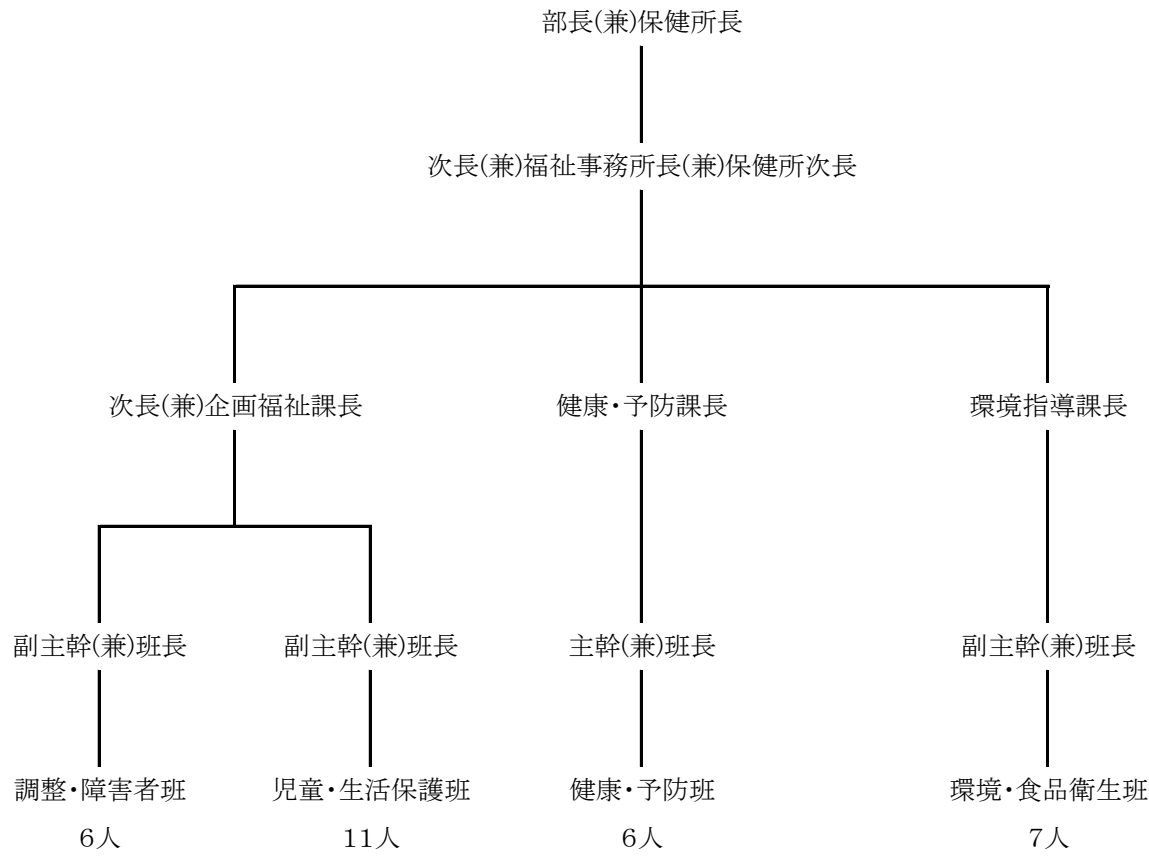 部長(兼)保健所長
次長(兼)福祉事務所長(兼)保健所次長
次長(兼)企画福祉課長 健康・予防課長 環境指導課長
副主幹(兼)班長 副主幹(兼)班長 主幹(兼)班長 副主幹(兼)班長
調整・障害者班 児童・生活保護班 健康・予防班 環境・食品衛生班
6人 11人 6人 7人